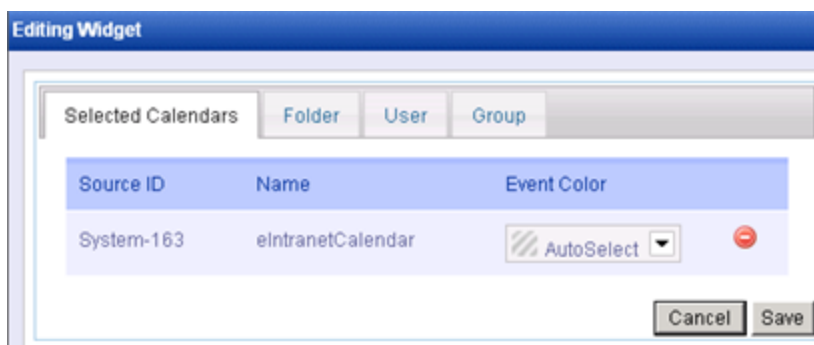 Editing Widget
Selected Calendars Folder User Group
Source ID Name Event Color
System-163 eIntranetCalendar AutoSelect
Cancel Save